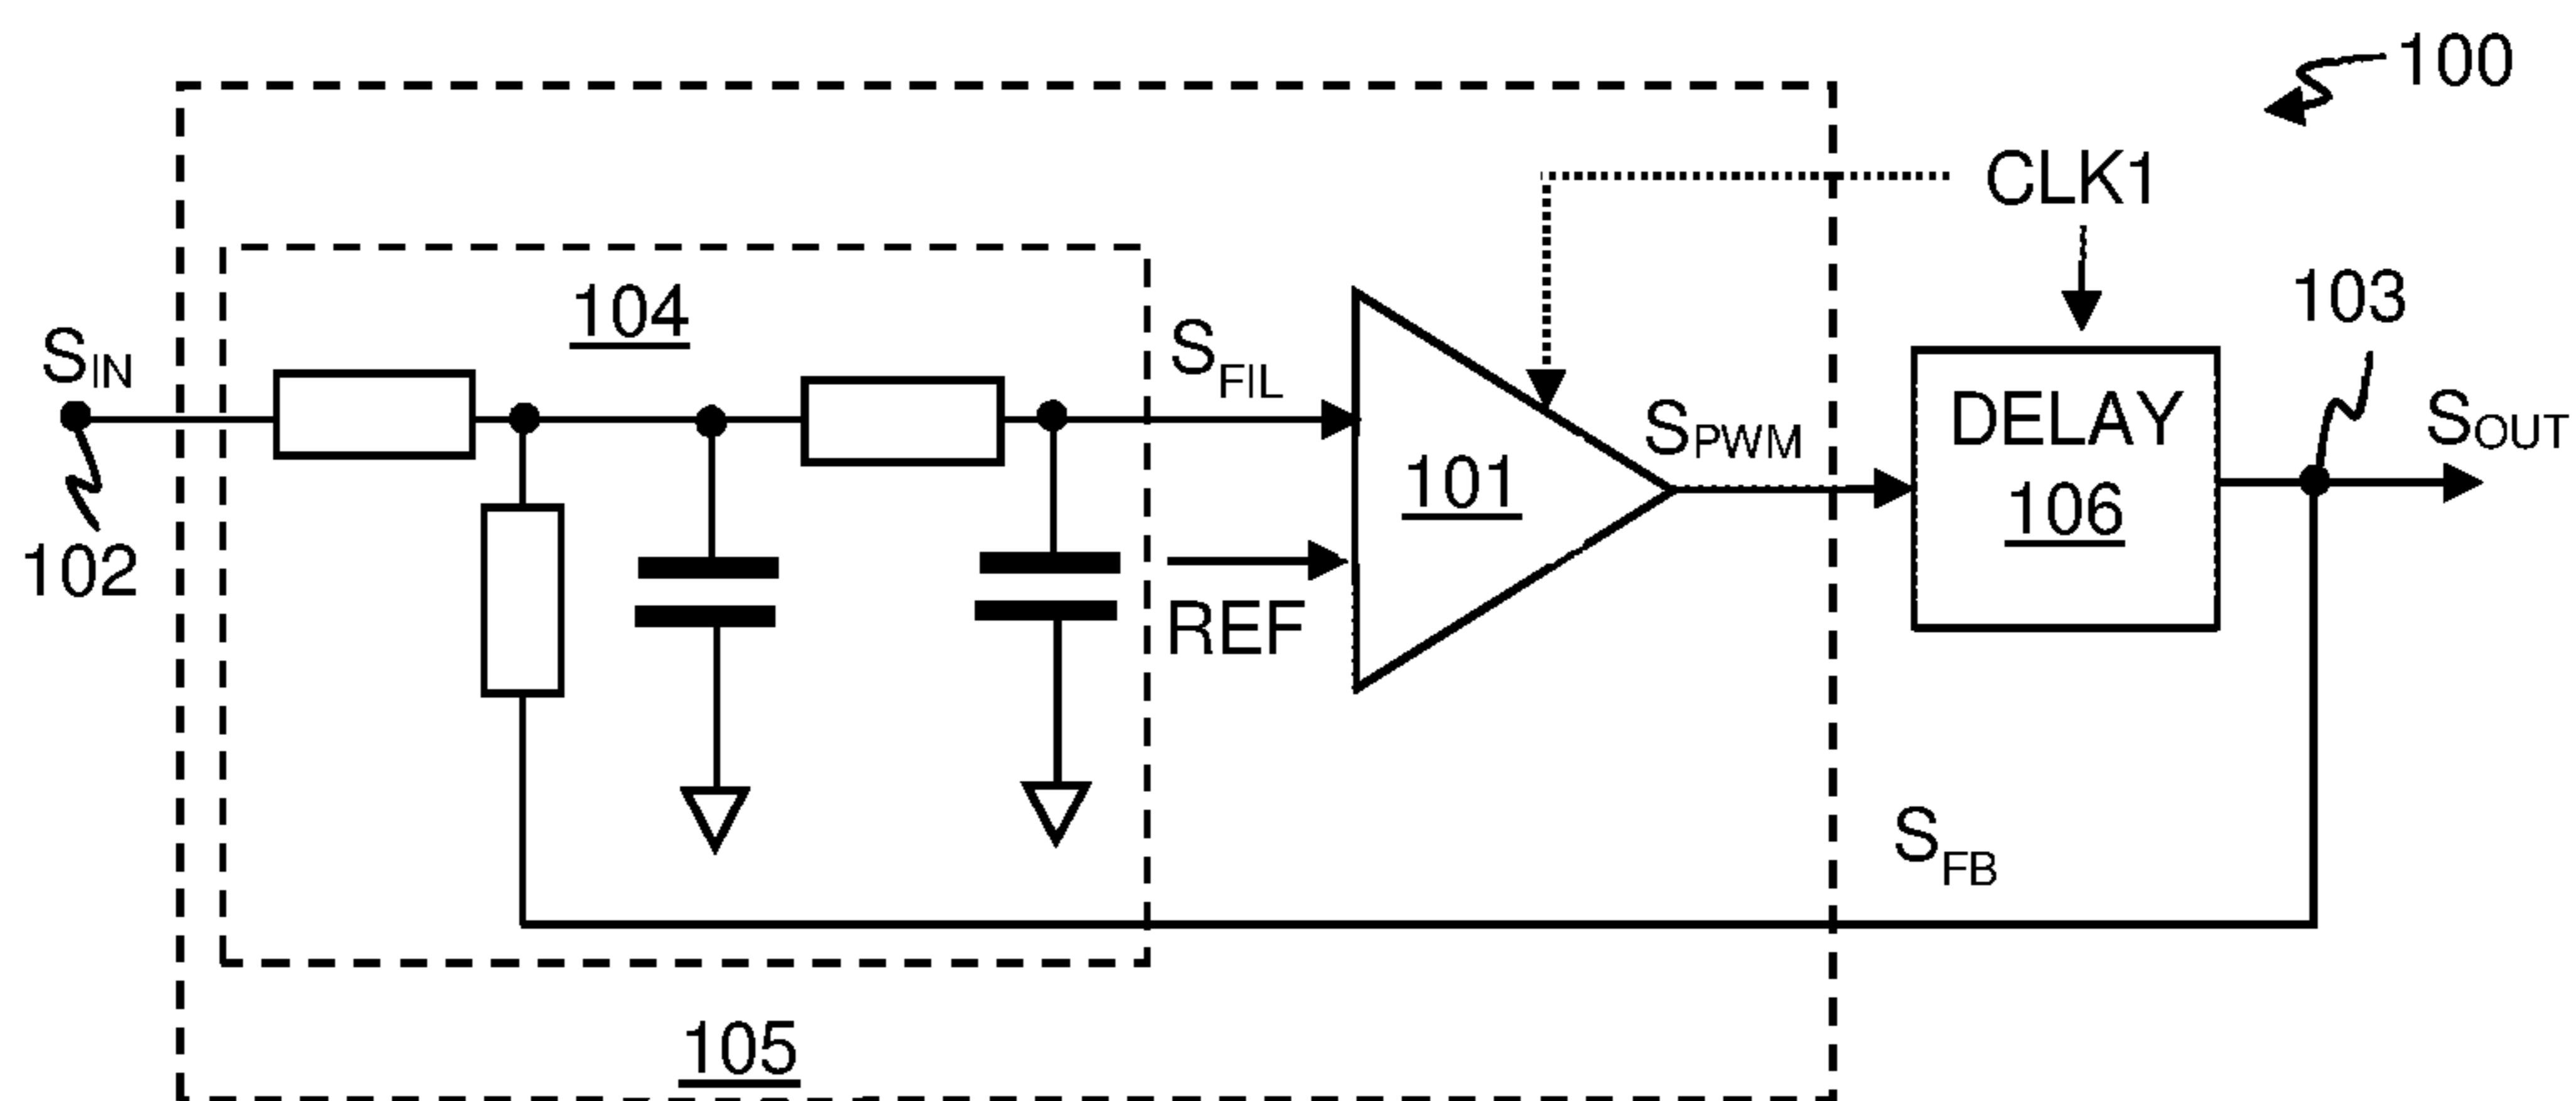 100
CLK1
103
104
S_IN
S_FIL
S_PWM
DELAY
106
S_OUT
101
102
REF
S_FB
105